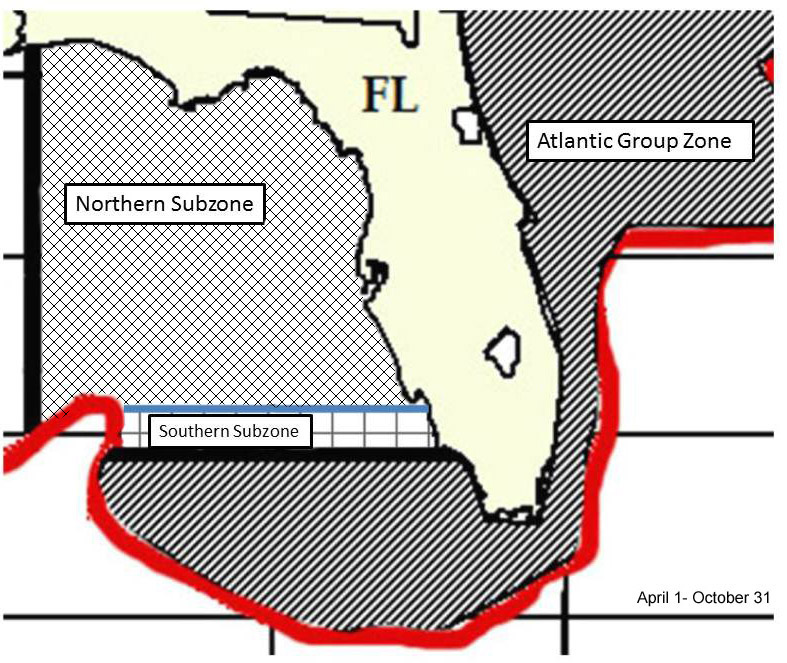 FL
Atlantic Group Zone
Northern Subzone
Southern Subzone
April 1- October 31